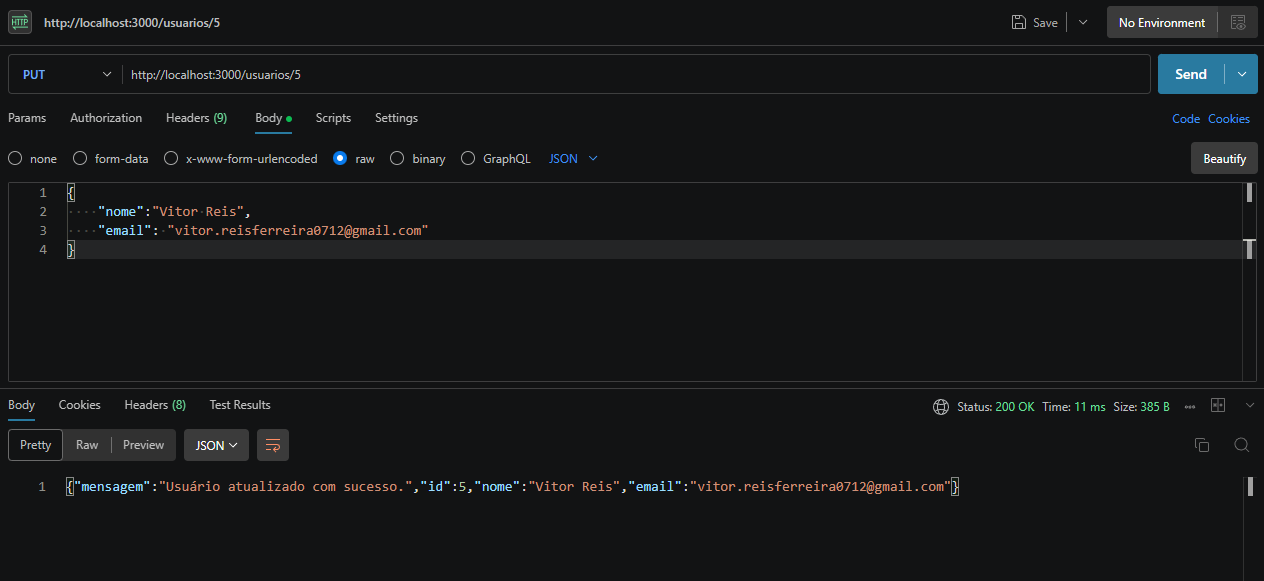 HTTP http://localhost:3000/usuarios/5 Save No Environment
PUT http://localhost:3000/usuarios/5 Send
Params Authorization Headers (9) Body Scripts Settings Code Cookies
none form-data x-www-form-urlencoded raw binary GraphQL JSON Beautify
1 {
2 "nome":"Vitor Reis",
3 "email": "vitor.reisferreira0712@gmail.com"
4 }
Body Cookies Headers (8) Test Results Status: 200 OK Time: 11 ms Size: 385 B
Pretty Raw Preview JSON
1 {"mensagem":"Usuário atualizado com sucesso.","id":5,"nome":"Vitor Reis","email":"vitor.reisferreira0712@gmail.com"}